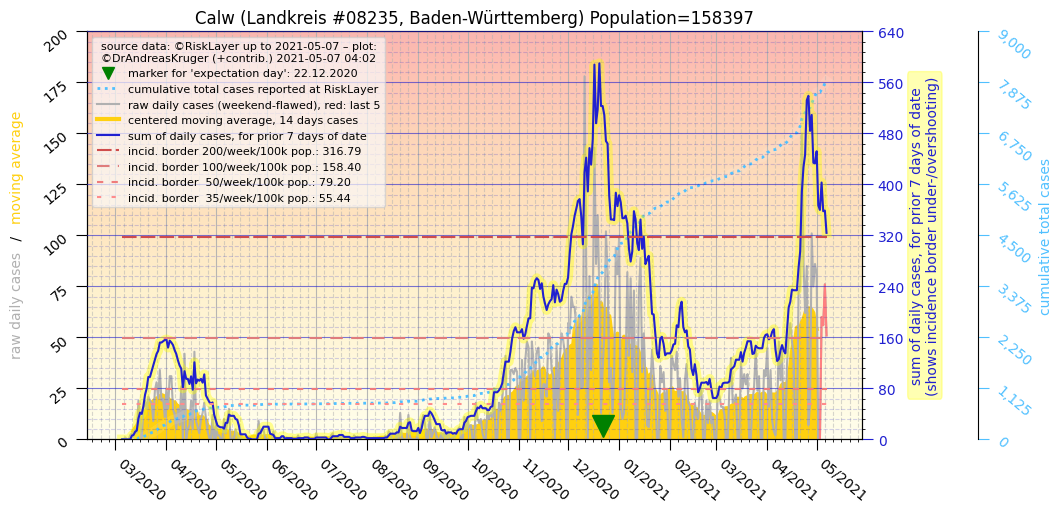 Calw (Landkreis #08235, Baden-Württemberg) Population=158397
source data: ©RiskLayer up to 2021-05-07 – plot:
©DrAndreasKruger (+contrib.) 2021-05-07 04:02
marker for 'expectation day': 22.12.2020
cumulative total cases reported at RiskLayer
raw daily cases (weekend-flawed), red: last 5
centered moving average, 14 days cases
sum of daily cases, for prior 7 days of date
incid. border 200/week/100k pop.: 316.79
incid. border 100/week/100k pop.: 158.40
incid. border  50/week/100k pop.: 79.20
incid. border  35/week/100k pop.: 55.44
raw daily cases / moving average
200
175
150
125
100
75
50
25
0
03/2020
04/2020
05/2020
06/2020
07/2020
08/2020
09/2020
10/2020
11/2020
12/2020
01/2021
02/2021
03/2021
04/2021
05/2021
640
560
480
400
320
240
160
80
0
sum of daily cases, for prior 7 days of date
(shows incidence border under-/overshooting)
9,000
7,875
6,750
5,625
4,500
3,375
2,250
1,125
0
cumulative total cases